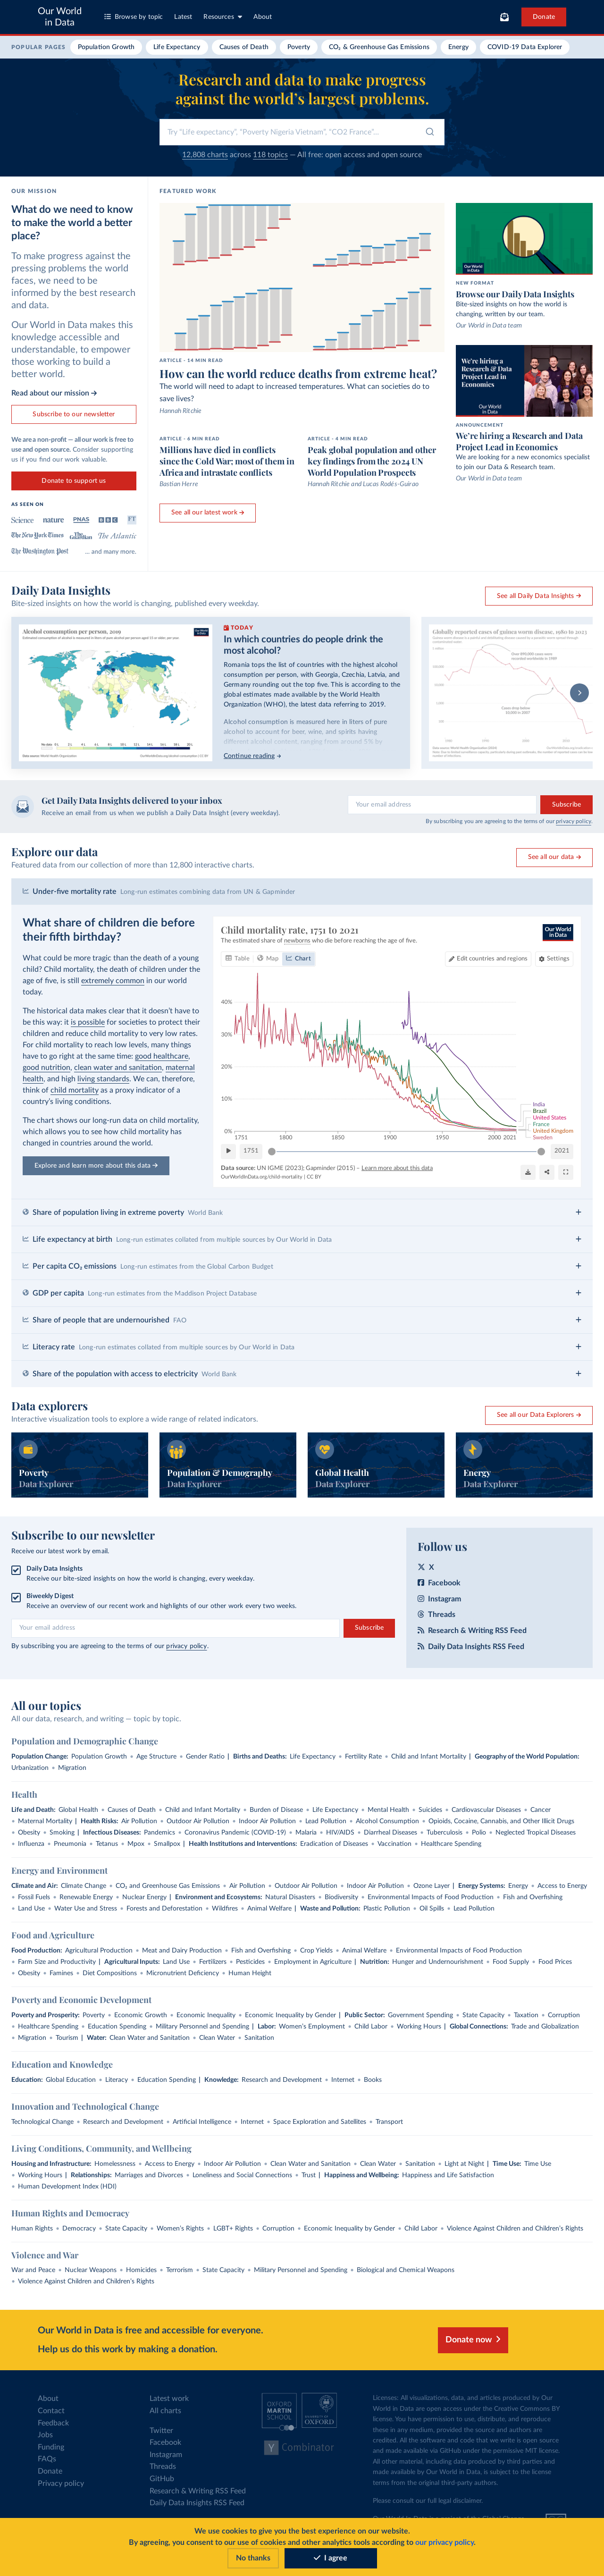 Our World
in Data
Browse by topic
Latest
Resources
About
Donate
POPULAR PAGES
Population Growth
Life Expectancy
Causes of Death
Poverty
CO₂ & Greenhouse Gas Emissions
Energy
COVID-19 Data Explorer
Research and data to make progress
against the world's largest problems.
Try "Life expectancy", "Poverty Nigeria Vietnam", "CO2 France"...
12,808 charts across 118 topics — All free: open access and open source
OUR MISSION
What do we need to know
to make the world a better
place?
To make progress against the
pressing problems the world
faces, we need to be
informed by the best research
and data.
Our World in Data makes this
knowledge accessible and
understandable, to empower
those working to build a
better world.
Read about our mission →
Subscribe to our newsletter
We are a non-profit — all our work is free to
use and open source. Consider supporting
us if you find our work valuable.
Donate to support us
AS SEEN ON
Science
nature
PNAS
BBC
FT
The New York Times
The Guardian
The Atlantic
The Washington Post
... and many more.
FEATURED WORK
ARTICLE - 14 MIN READ
How can the world reduce deaths from extreme heat?
The world will need to adapt to increased temperatures. What can societies do to
save lives?
Hannah Ritchie
ARTICLE - 6 MIN READ
Millions have died in conflicts
since the Cold War; most of them in
Africa and intrastate conflicts
Bastian Herre
ARTICLE - 4 MIN READ
Peak global population and other
key findings from the 2024 UN
World Population Prospects
Hannah Ritchie and Lucas Rodés-Guirao
See all our latest work →
Our World
in Data
NEW FORMAT
Browse our Daily Data Insights
Bite-sized insights on how the world is
changing, written by our team.
Our World in Data team
We're hiring a
Research & Data
Project Lead in
Economics
Our World
in Data
ANNOUNCEMENT
We're hiring a Research and Data
Project Lead in Economics
We are looking for a new economics specialist
to join our Data & Research team.
Our World in Data team
Daily Data Insights
Bite-sized insights on how the world is changing, published every weekday.
See all Daily Data Insights →
Alcohol consumption per person, 2019
TODAY
In which countries do people drink the
most alcohol?
Romania tops the list of countries with the highest alcohol
consumption per person, with Georgia, Czechia, Latvia, and
Germany rounding out the top five. This is according to the
global estimates made available by the World Health
Organization (WHO), the latest data referring to 2019.
Alcohol consumption is measured here in liters of pure
alcohol to account for beer, wine, and spirits having
different alcohol content, ranging from around 5% for
Continue reading →
Globally reported cases of guinea worm disease, 1980 to 2023
Get Daily Data Insights delivered to your inbox
Receive an email from us when we publish a Daily Data Insight (every weekday).
Your email address
Subscribe
By subscribing you are agreeing to the terms of our privacy policy.
Explore our data
Featured data from our collection of more than 12,800 interactive charts.
See all our data →
Under-five mortality rate Long-run estimates combining data from UN & Gapminder
What share of children die before
their fifth birthday?
What could be more tragic than the death of a young
child? Child mortality, the death of children under the
age of five, is still extremely common in our world
today.
The historical data makes clear that it doesn't have to
be this way: it is possible for societies to protect their
children and reduce child mortality to very low rates.
For child mortality to reach low levels, many things
have to go right at the same time: good healthcare,
good nutrition, clean water and sanitation, maternal
health, and high living standards. We can, therefore,
think of child mortality as a proxy indicator of a
country's living conditions.
The chart shows our long-run data on child mortality,
which allows you to see how child mortality has
changed in countries around the world.
Explore and learn more about this data →
Child mortality rate, 1751 to 2021
The estimated share of newborns who die before reaching the age of five.
Our World
in Data
Table
Map
Chart
Edit countries and regions
Settings
40%
30%
20%
10%
0%
1751
1800
1850
1900
1950
2000 2021
India
Brazil
United States
France
United Kingdom
Sweden
1751
2021
Data source: UN IGME (2023); Gapminder (2015) – Learn more about this data
OurWorldInData.org/child-mortality | CC BY
Share of population living in extreme poverty World Bank +
Life expectancy at birth Long-run estimates collated from multiple sources by Our World in Data +
Per capita CO₂ emissions Long-run estimates from the Global Carbon Budget +
GDP per capita Long-run estimates from the Maddison Project Database +
Share of people that are undernourished FAO +
Literacy rate Long-run estimates collated from multiple sources by Our World in Data +
Share of the population with access to electricity World Bank +
Data explorers
Interactive visualization tools to explore a wide range of related indicators.
See all our Data Explorers →
Poverty
Data Explorer
Population & Demography
Data Explorer
Global Health
Data Explorer
Energy
Data Explorer
Subscribe to our newsletter
Receive our latest work by email.
Daily Data Insights
Receive our bite-sized insights on how the world is changing, every weekday.
Biweekly Digest
Receive an overview of our recent work and highlights of our other work every two weeks.
Your email address
Subscribe
By subscribing you are agreeing to the terms of our privacy policy.
Follow us
X
Facebook
Instagram
Threads
Research & Writing RSS Feed
Daily Data Insights RSS Feed
All our topics
All our data, research, and writing — topic by topic.
Population and Demographic Change
Population Change: Population Growth • Age Structure • Gender Ratio | Births and Deaths: Life Expectancy • Fertility Rate • Child and Infant Mortality | Geography of the World Population:
Urbanization • Migration
Health
Life and Death: Global Health • Causes of Death • Child and Infant Mortality • Burden of Disease • Life Expectancy • Mental Health • Suicides • Cardiovascular Diseases • Cancer
• Maternal Mortality | Health Risks: Air Pollution • Outdoor Air Pollution • Indoor Air Pollution • Lead Pollution • Alcohol Consumption • Opioids, Cocaine, Cannabis, and Other Illicit Drugs
• Obesity • Smoking | Infectious Diseases: Pandemics • Coronavirus Pandemic (COVID-19) • Malaria • HIV/AIDS • Diarrheal Diseases • Tuberculosis • Polio • Neglected Tropical Diseases
• Influenza • Pneumonia • Tetanus • Mpox • Smallpox | Health Institutions and Interventions: Eradication of Diseases • Vaccination • Healthcare Spending
Energy and Environment
Climate and Air: Climate Change • CO₂ and Greenhouse Gas Emissions • Air Pollution • Outdoor Air Pollution • Indoor Air Pollution • Ozone Layer | Energy Systems: Energy • Access to Energy
• Fossil Fuels • Renewable Energy • Nuclear Energy | Environment and Ecosystems: Natural Disasters • Biodiversity • Environmental Impacts of Food Production • Fish and Overfishing
• Land Use • Water Use and Stress • Forests and Deforestation • Wildfires • Animal Welfare | Waste and Pollution: Plastic Pollution • Oil Spills • Lead Pollution
Food and Agriculture
Food Production: Agricultural Production • Meat and Dairy Production • Fish and Overfishing • Crop Yields • Animal Welfare • Environmental Impacts of Food Production
• Farm Size and Productivity | Agricultural Inputs: Land Use • Fertilizers • Pesticides • Employment in Agriculture | Nutrition: Hunger and Undernourishment • Food Supply • Food Prices
• Obesity • Famines • Diet Compositions • Micronutrient Deficiency • Human Height
Poverty and Economic Development
Poverty and Prosperity: Poverty • Economic Growth • Economic Inequality • Economic Inequality by Gender | Public Sector: Government Spending • State Capacity • Taxation • Corruption
• Healthcare Spending • Education Spending • Military Personnel and Spending | Labor: Women's Employment • Child Labor • Working Hours | Global Connections: Trade and Globalization
• Migration • Tourism | Water: Clean Water and Sanitation • Clean Water • Sanitation
Education and Knowledge
Education: Global Education • Literacy • Education Spending | Knowledge: Research and Development • Internet • Books
Innovation and Technological Change
Technological Change • Research and Development • Artificial Intelligence • Internet • Space Exploration and Satellites • Transport
Living Conditions, Community, and Wellbeing
Housing and Infrastructure: Homelessness • Access to Energy • Indoor Air Pollution • Clean Water and Sanitation • Clean Water • Sanitation • Light at Night | Time Use: Time Use
• Working Hours | Relationships: Marriages and Divorces • Loneliness and Social Connections • Trust | Happiness and Wellbeing: Happiness and Life Satisfaction
• Human Development Index (HDI)
Human Rights and Democracy
Human Rights • Democracy • State Capacity • Women's Rights • LGBT+ Rights • Corruption • Economic Inequality by Gender • Child Labor • Violence Against Children and Children's Rights
Violence and War
War and Peace • Nuclear Weapons • Homicides • Terrorism • State Capacity • Military Personnel and Spending • Biological and Chemical Weapons
• Violence Against Children and Children's Rights
Our World in Data is free and accessible for everyone.
Help us do this work by making a donation.
Donate now
About
Contact
Feedback
Jobs
Funding
FAQs
Donate
Privacy policy
Latest work
All charts
Twitter
Facebook
Instagram
Threads
GitHub
Research & Writing RSS Feed
Daily Data Insights RSS Feed
OXFORD
MARTIN
SCHOOL
UNIVERSITY OF
OXFORD
Y Combinator
Licenses: All visualizations, data, and articles produced by Our
World in Data are open access under the Creative Commons BY
license. You have permission to use, distribute, and reproduce
these in any medium, provided the source and authors are
credited. All the software and code that we write is open source
and made available via GitHub under the permissive MIT license.
All other material, including data produced by third parties and
made available by Our World in Data, is subject to the license
terms from the original third-party authors.
Please consult our full legal disclaimer.
We use cookies to give you the best experience on our website.
By agreeing, you consent to our use of cookies and other analytics tools according to our privacy policy.
No thanks
I agree